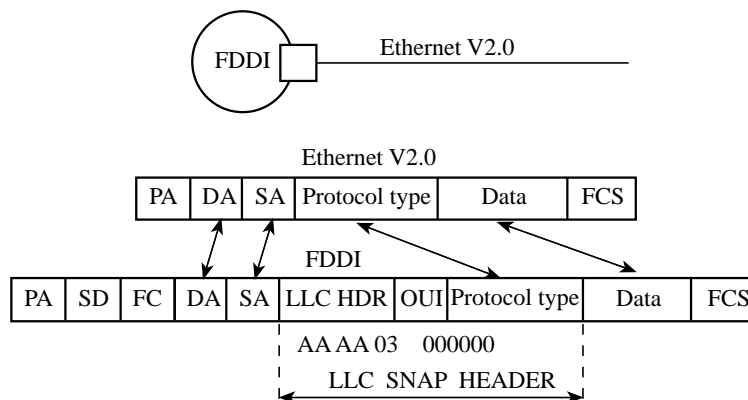 FDDI
Ethernet V2.0
Ethernet V2.0
PA DA SA Protocol type Data FCS
FDDI
PA SD FC DA SA LLC HDR OUI Protocol type Data FCS
AA AA 03 000000
LLC SNAP HEADER